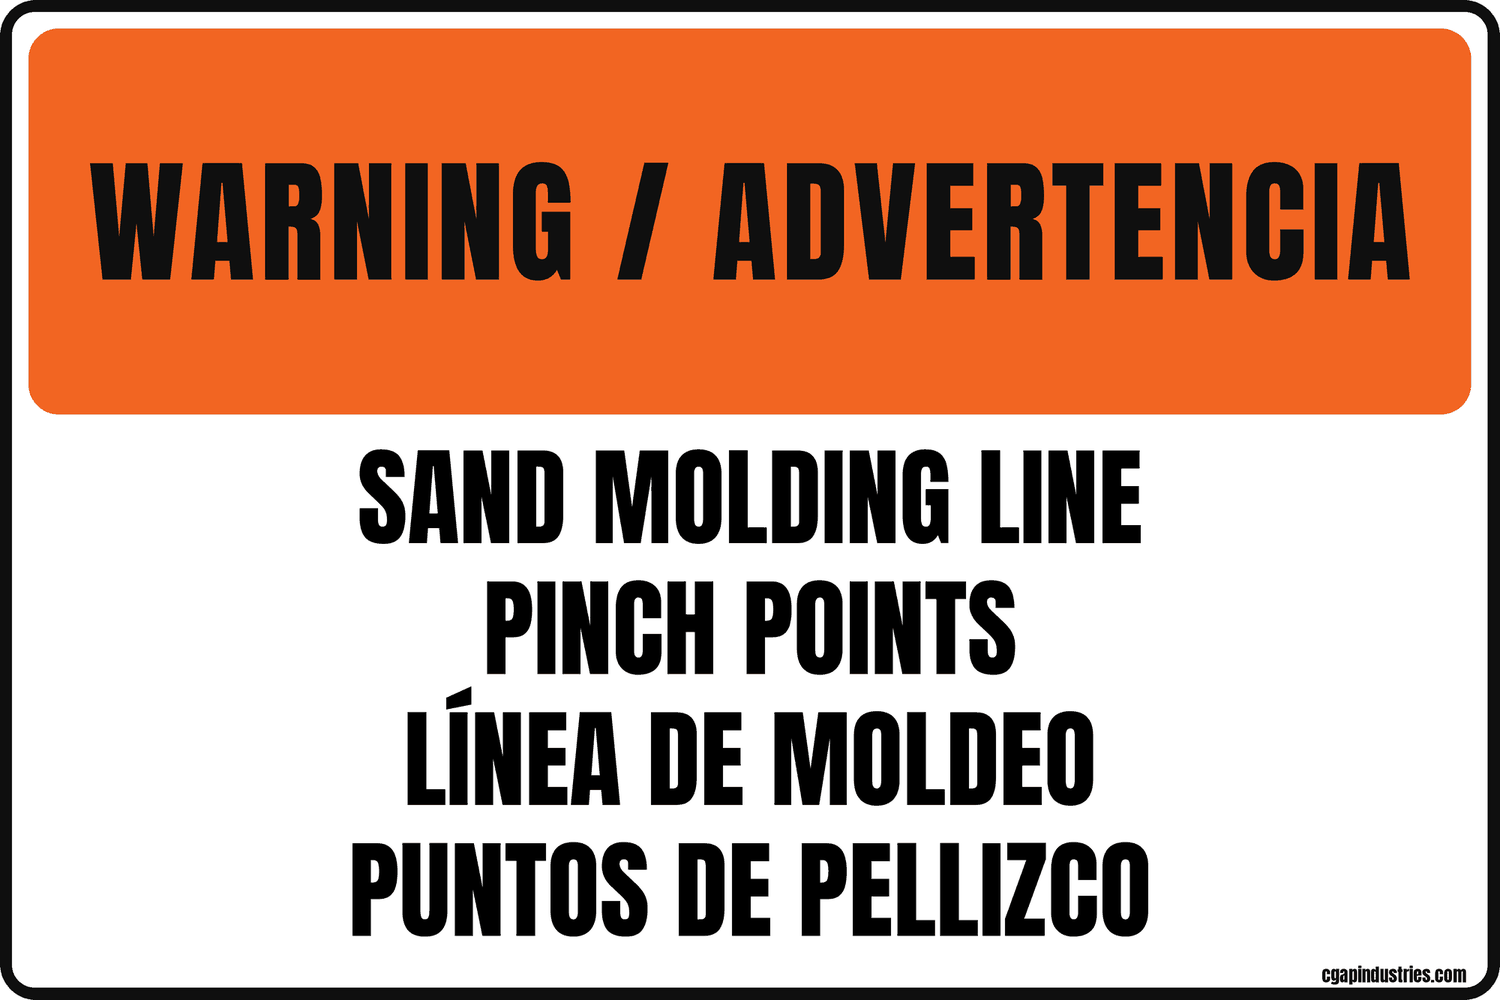 WARNING / ADVERTENCIA
SAND MOLDING LINE
PINCH POINTS
LÍNEA DE MOLDEO
PUNTOS DE PELLIZCO
cgapindustries.com